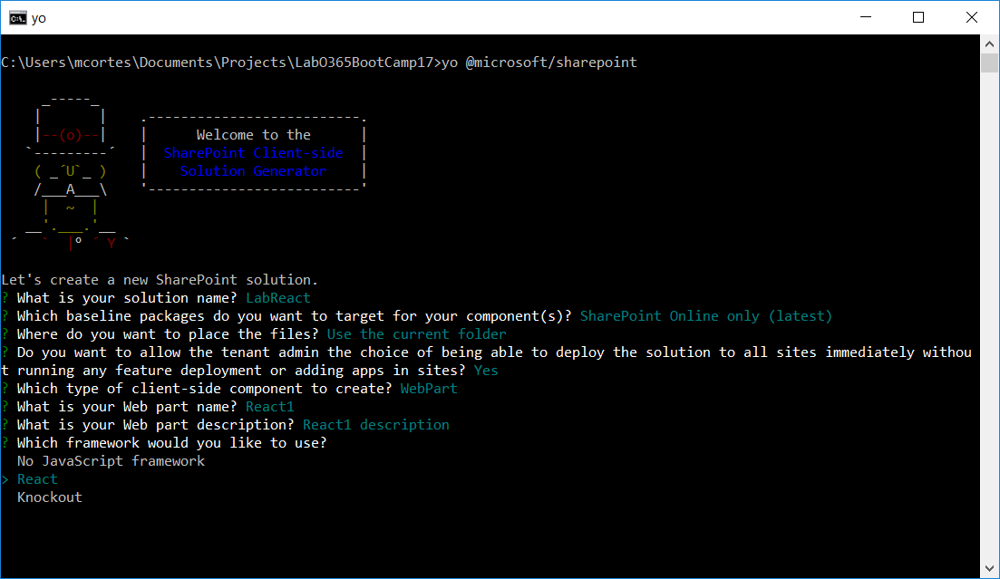 yo
C:\Users\mcortes\Documents\Projects\LabO365BootCamp17>yo @microsoft/sharepoint
     _-----_
    |       |    .--------------------------.
    |--(o)--|    |      Welcome to the      |
   `---------´   |  SharePoint Client-side  |
    ( _´U`_ )    |    Solution Generator    |
    /___A___\    '--------------------------'
     |  ~  |
   __'.___.'__
 ´   `  |° ´ Y `
Let's create a new SharePoint solution.
? What is your solution name? LabReact
? Which baseline packages do you want to target for your component(s)? SharePoint Online only (latest)
? Where do you want to place the files? Use the current folder
? Do you want to allow the tenant admin the choice of being able to deploy the solution to all sites immediately withou
t running any feature deployment or adding apps in sites? Yes
? Which type of client-side component to create? WebPart
? What is your Web part name? React1
? What is your Web part description? React1 description
? Which framework would you like to use?
  No JavaScript framework
> React
  Knockout